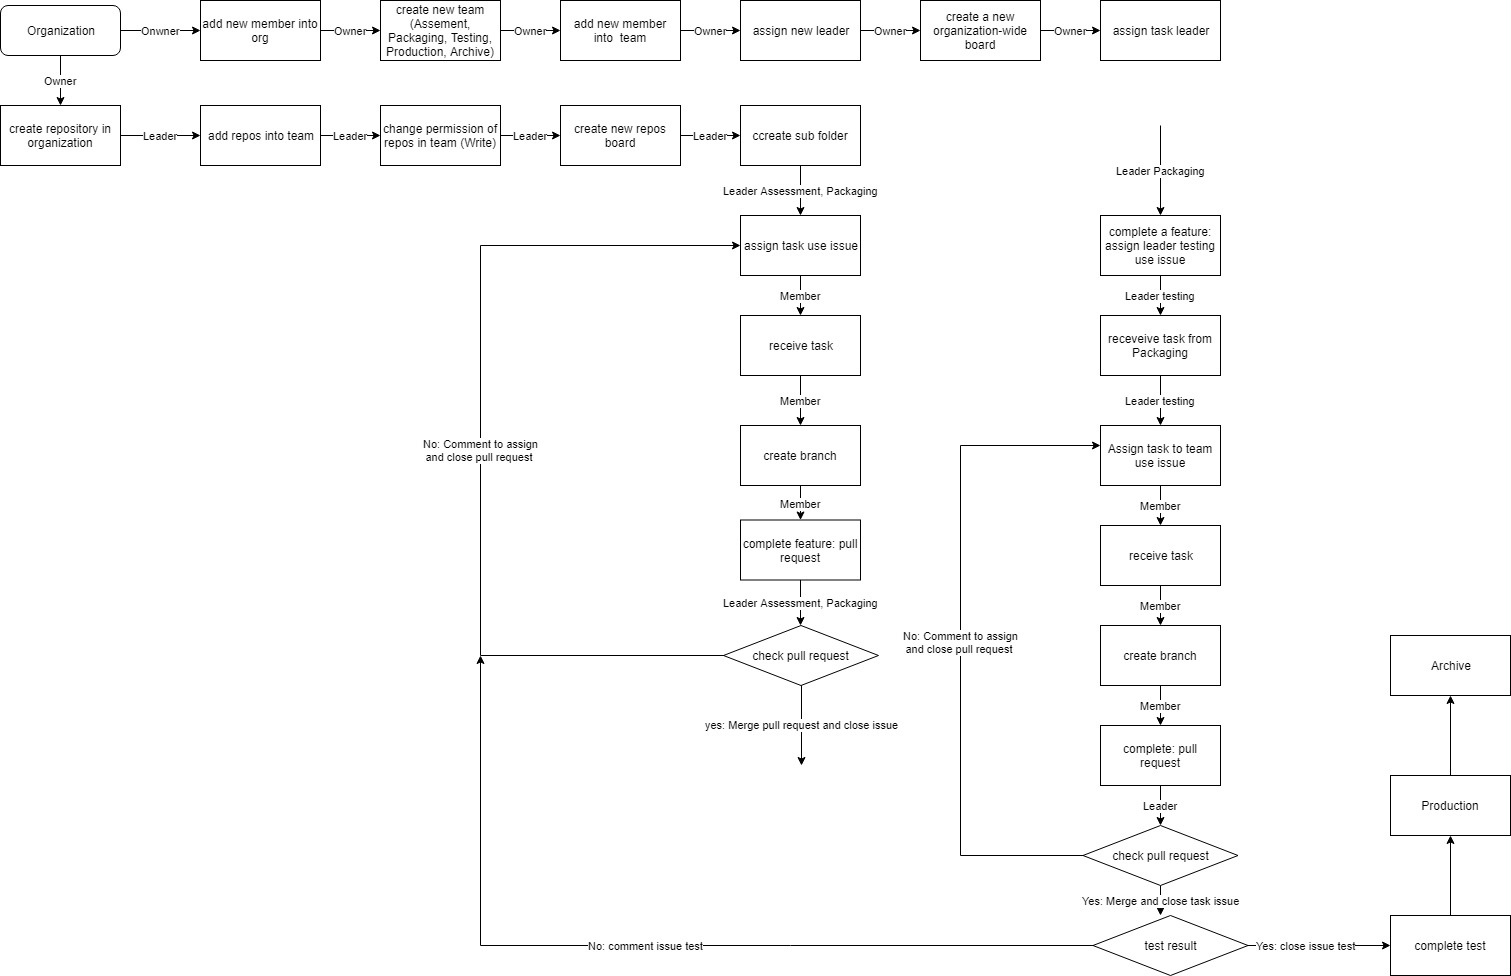 Organization
Onwner
add new member into
org
Owner
create new team
(Assement,
Packaging, Testing,
Production, Archive)
Owner
add new member
into team
Owner
assign new leader
Owner
create a new
organization-wide
board
Owner
assign task leader
Owner
create repository in
organization
Leader
add repos into team
Leader
change permission of
repos in team (Write)
Leader
create new repos
board
Leader
ccreate sub folder
Leader Assessment, Packaging
assign task use issue
Member
receive task
Member
create branch
Member
complete feature: pull
request
Leader Assessment, Packaging
check pull request
No: Comment to assign
and close pull request
yes: Merge pull request and close issue
Leader Packaging
complete a feature:
assign leader testing
use issue
Leader testing
receveive task from
Packaging
Leader testing
Assign task to team
use issue
Member
receive task
Member
create branch
Member
complete: pull
request
Leader
check pull request
No: Comment to assign
and close pull request
Yes: Merge and close task issue
test result
No: comment issue test
Yes: close issue test
complete test
Production
Archive